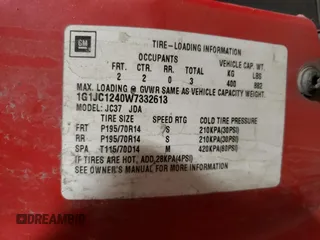 GM
TIRE-LOADING INFORMATION
OCCUPANTS VEHICLE CAP. WT.
FRT. CTR. RR. TOTAL KG LBS
2 2 0 3 400 882
MAX. LOADING @ GVWR SAME AS VEHICLE CAPACITY WEIGHT.
1G1JC1240W7332613
MODEL: JC37 JDA
TIRE SIZE SPEED RTG COLD TIRE PRESSURE
FRT P195/70R14 S 210KPA(30PSI)
RR P195/70R14 S 210KPA(30PSI)
SPA T115/70D14 M 420KPA(60PSI)
IF TIRES ARE HOT, ADD 28KPA(4PSI)
SEE OWNER'S MANUAL FOR MORE INFORMATION
DREAMBID